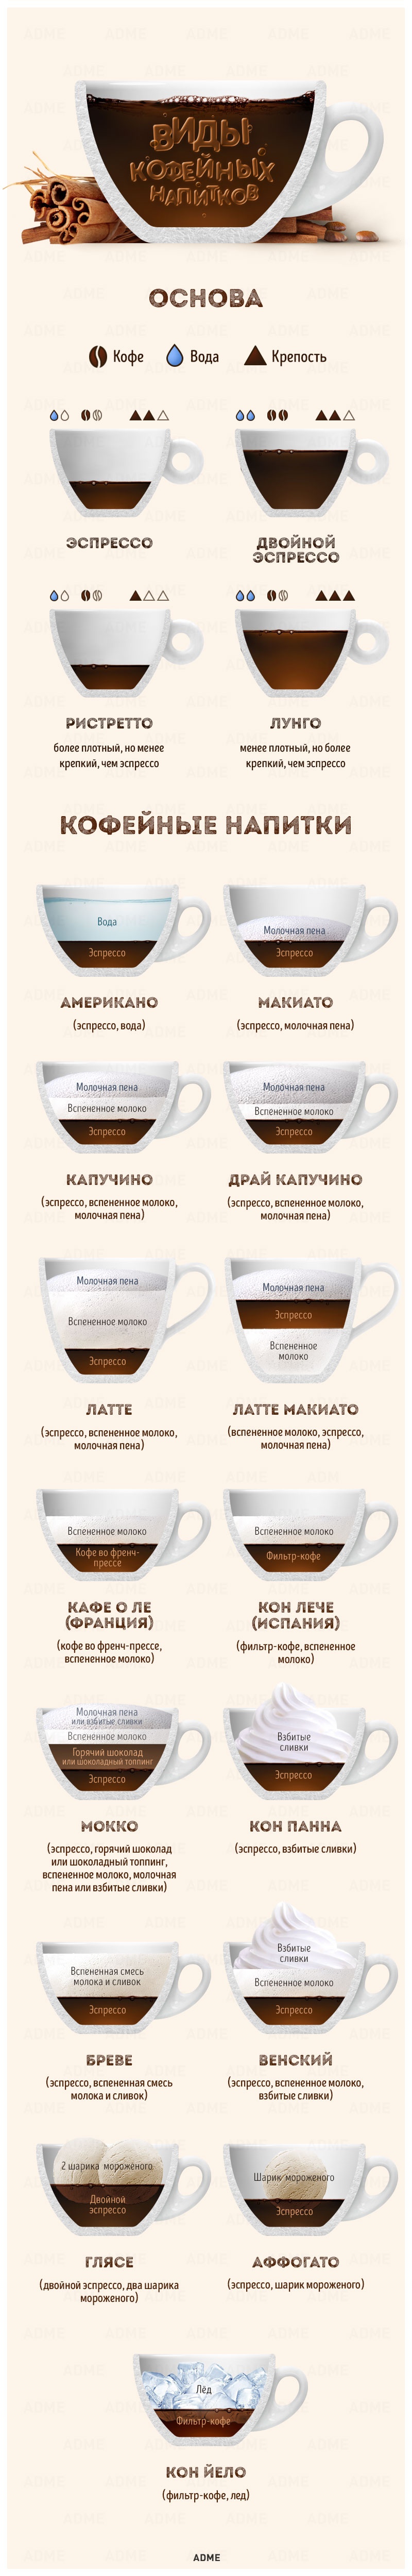 ВИДЫ
КОФЕЙНЫХ
НАПИТКОВ
ОСНОВА
Кофе Вода Крепость
ЭСПРЕССО
ДВОЙНОЙ
ЭСПРЕССО
РИСТРЕТТО
более плотный, но менее
крепкий, чем эспрессо
ЛУНГО
менее плотный, но более
крепкий, чем эспрессо
КОФЕЙНЫЕ НАПИТКИ
Вода
Эспрессо
АМЕРИКАНО
(эспрессо, вода)
Молочная пена
Эспрессо
МАКИАТО
(эспрессо, молочная пена)
Молочная пена
Вспененное молоко
Эспрессо
КАПУЧИНО
(эспрессо, вспененное молоко,
молочная пена)
Молочная пена
Вспененное молоко
Эспрессо
ДРАЙ КАПУЧИНО
(эспрессо, вспененное молоко,
молочная пена)
Молочная пена
Вспененное молоко
Эспрессо
ЛАТТЕ
(эспрессо, вспененное молоко,
молочная пена)
Молочная пена
Эспрессо
Вспененное
молоко
ЛАТТЕ МАКИАТО
(вспененное молоко, эспрессо,
молочная пена)
Вспененное молоко
Кофе во френч-
прессе
КАФЕ О ЛЕ
(ФРАНЦИЯ)
(кофе во френч-прессе,
вспененное молоко)
Вспененное молоко
Фильтр-кофе
КОН ЛЕЧЕ
(ИСПАНИЯ)
(фильтр-кофе, вспененное
молоко)
Молочная пена
или взбитые сливки
Вспененное молоко
Горячий шоколад
или шоколадный топпинг
Эспрессо
МОККО
(эспрессо, горячий шоколад
или шоколадный топпинг,
вспененное молоко, молочная
пена или взбитые сливки)
Взбитые
сливки
Эспрессо
КОН ПАННА
(эспрессо, взбитые сливки)
Вспененная смесь
молока и сливок
Эспрессо
БРЕВЕ
(эспрессо, вспененная смесь
молока и сливок)
Взбитые
сливки
Вспененное молоко
Эспрессо
ВЕНСКИЙ
(эспрессо, вспененное молоко,
взбитые сливки)
2 шарика мороженого
Двойной
эспрессо
ГЛЯСЕ
(двойной эспрессо, два шарика
мороженого)
Шарик мороженого
Эспрессо
АФФОГАТО
(эспрессо, шарик мороженого)
Лёд
Фильтр-кофе
КОН ЙЕЛО
(фильтр-кофе, лед)
ADME